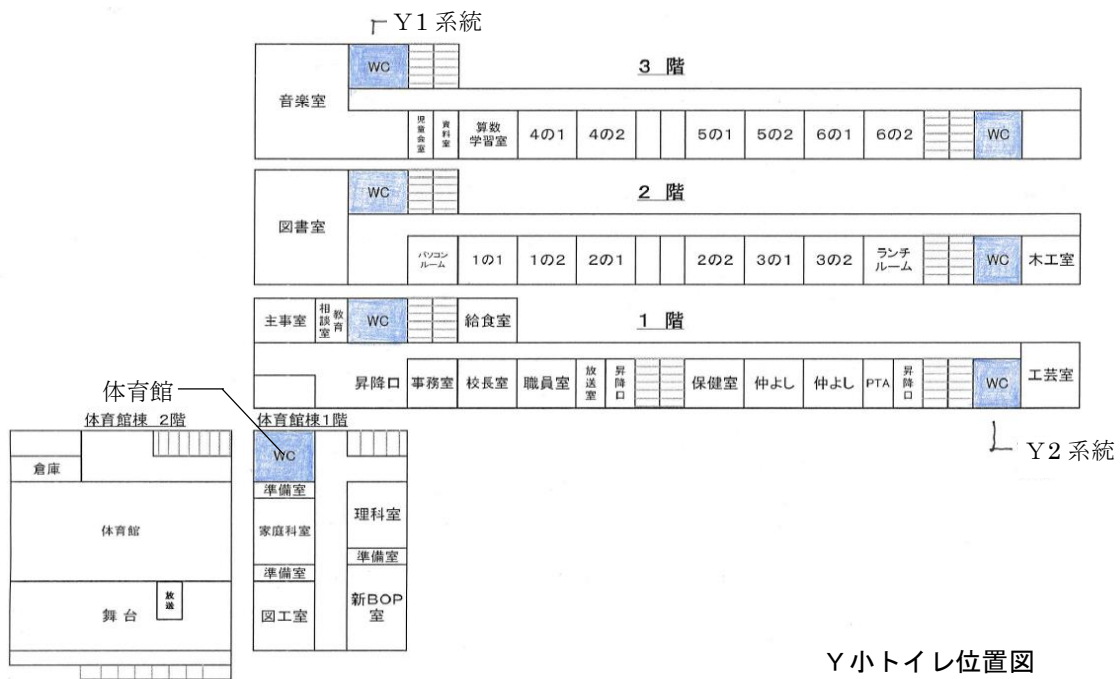 Y1系統
WC
3 階
音楽室
児童会室
資料室
算数
学習室
4の1
4の2
5の1
5の2
6の1
6の2
WC
WC
2 階
図書室
パソコン
ルーム
1の1
1の2
2の1
2の2
3の1
3の2
ランチ
ルーム
WC
木工室
主事室
教育
相談室
WC
給食室
1 階
昇降口
事務室
校長室
職員室
放送室
昇降口
保健室
仲よし
仲よし
PTA
昇降口
WC
工芸室
体育館
Y2系統
体育館棟 2階
倉庫
体育館
放送
舞台
体育館棟1階
WC
準備室
家庭科室
準備室
図工室
理科室
準備室
新BOP
室
Y小トイレ位置図